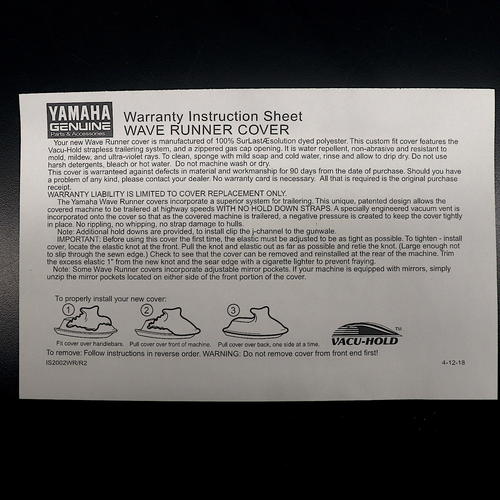 YAMAHA
GENUINE
Parts & Accessories
Warranty Instruction Sheet
WAVE RUNNER COVER
Your new Wave Runner cover is manufactured of 100% SurLast/Æsolution dyed polyester. This custom fit cover features the
Vacu-Hold strapless trailering system, and a zippered gas cap opening. It is water repellent, non-abrasive and resistant to
mold, mildew, and ultra-violet rays. To clean, sponge with mild soap and cold water, rinse and allow to drip dry. Do not use
harsh detergents, bleach or hot water. Do not machine wash or dry.
This cover is warranteed against defects in material and workmanship for 90 days from the date of purchase. Should you have
a problem of any kind, please contact your dealer. No warranty card is necessary. All that is required is the original purchase
receipt.
WARRANTY LIABILITY IS LIMITED TO COVER REPLACEMENT ONLY.
The Yamaha Wave Runner covers incorporate a superior system for trailering. This unique, patented design allows the
covered machine to be trailered at highway speeds WITH NO HOLD DOWN STRAPS. A specially engineered vacuum vent is
incorporated onto the cover so that as the covered machine is trailered, a negative pressure is created to keep the cover tightly
in place. No rippling, no whipping, no strap damage to hulls.
Note: Additional hold downs are provided, to install clip the j-channel to the gunwale.
IMPORTANT: Before using this cover the first time, the elastic must be adjusted to be as tight as possible. To tighten - install
cover, locate the elastic knot at the front. Pull the knot and elastic out as far as possible and retie the knot. (Large enough not
to slip through the sewn edge.) Check to see that the cover can be removed and reinstalled at the rear of the machine. Trim
the excess elastic 1" from the new knot and the sear edge with a cigarette lighter to prevent fraying.
Note: Some Wave Runner covers incorporate adjustable mirror pockets. If your machine is equipped with mirrors, simply
unzip the mirror pockets located on either side of the front portion of the cover.
To properly install your new cover:
1 2 3
Fit cover over handlebars. Pull cover over front of machine. Pull cover over back, one side at a time.
VACU-HOLD TM
To remove: Follow instructions in reverse order. WARNING: Do not remove cover from front end first!
IS2002WR/R2 4-12-18